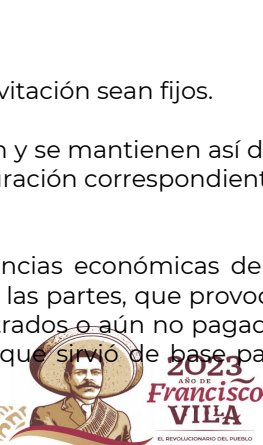 vitación sean fijos.
n y se mantienen así d
ración correspondient
ncias económicas de
las partes, que provoc
rados o aún no pagad
que sirvió de base pa
2023
AÑO DE
Francisco
VILLA
EL REVOLUCIONARIO DEL PUEBLO